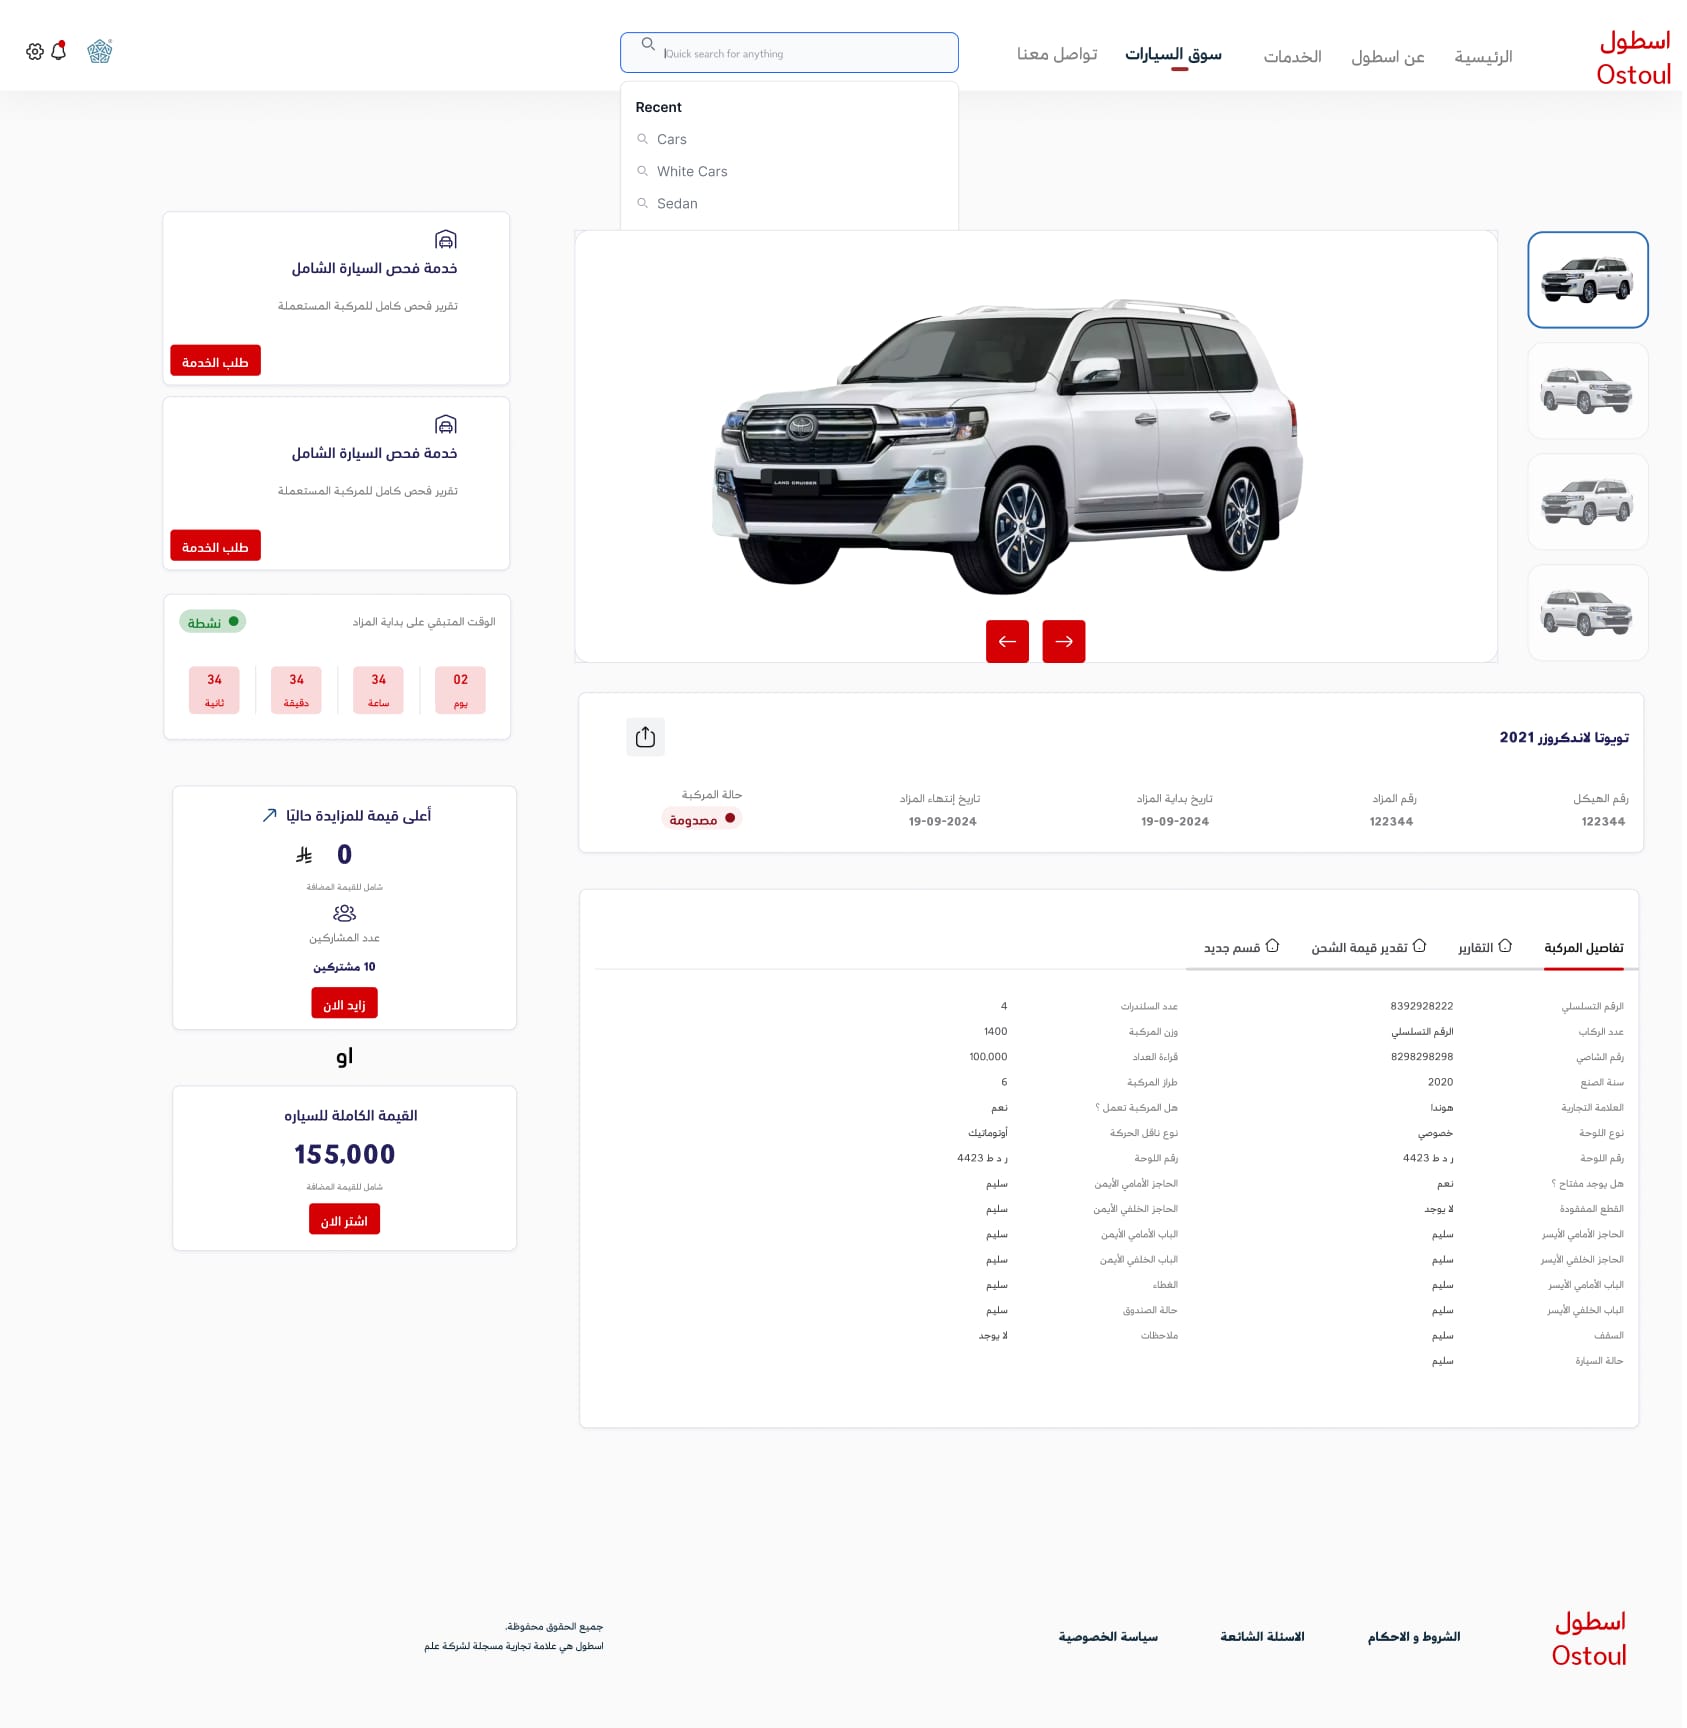 اسطول
Ostoul
الرئيسية
عن اسطول
الخدمات
سوق السيارات
تواصل معنا
Quick search for anything
Recent
Cars
White Cars
Sedan
LAND CRUISER
خدمة فحص السيارة الشامل
تقرير فحص كامل للمركبة المستعملة
طلب الخدمة
خدمة فحص السيارة الشامل
تقرير فحص كامل للمركبة المستعملة
طلب الخدمة
الوقت المتبقي على بداية المزاد
نشطة
02 34 34 34
يوم ساعة دقيقة ثانية
تويوتا لاندكروزر 2021
رقم الهيكل رقم المزاد تاريخ بداية المزاد تاريخ إنتهاء المزاد حالة المركبة
122344 122344 19-09-2024 19-09-2024 مصدومة
أعلى قيمة للمزايدة حاليًا
0
شامل للقيمة المضافة
عدد المشاركين
10 مشتركين
زايد الان
او
القيمة الكاملة للسياره
155,000
شامل للقيمة المضافة
اشتر الان
تفاصيل المركبة التقارير تقدير قيمة الشحن قسم جديد
الرقم التسلسلي 8392928222 عدد السلندرات 4
عدد الركاب الرقم التسلسلي وزن المركبة 1400
رقم الشاصي 8298298298 قراءة العداد 100,000
سنة الصنع 2020 طراز المركبة 6
العلامة التجارية هوندا هل المركبة تعمل ؟ نعم
نوع اللوحة خصوصي نوع ناقل الحركة أوتوماتيك
رقم اللوحة ر د ط 4423 رقم اللوحة ر د ط 4423
هل يوجد مفتاح ؟ نعم الحاجز الأمامي الأيمن سليم
القطع المفقودة لا يوجد الحاجز الخلفي الأيمن سليم
الحاجز الأمامي الأيسر سليم الباب الأمامي الأيمن سليم
الحاجز الخلفي الأيسر سليم الباب الخلفي الأيمن سليم
الباب الأمامي الأيسر سليم الغطاء سليم
الباب الخلفي الأيسر سليم حالة الصندوق سليم
السقف سليم ملاحظات لا يوجد
حالة السيارة سليم
اسطول
Ostoul
الشروط و الاحكام
الاسئلة الشائعة
سياسة الخصوصية
جميع الحقوق محفوظة.
اسطول هي علامة تجارية مسجلة لشركة علم